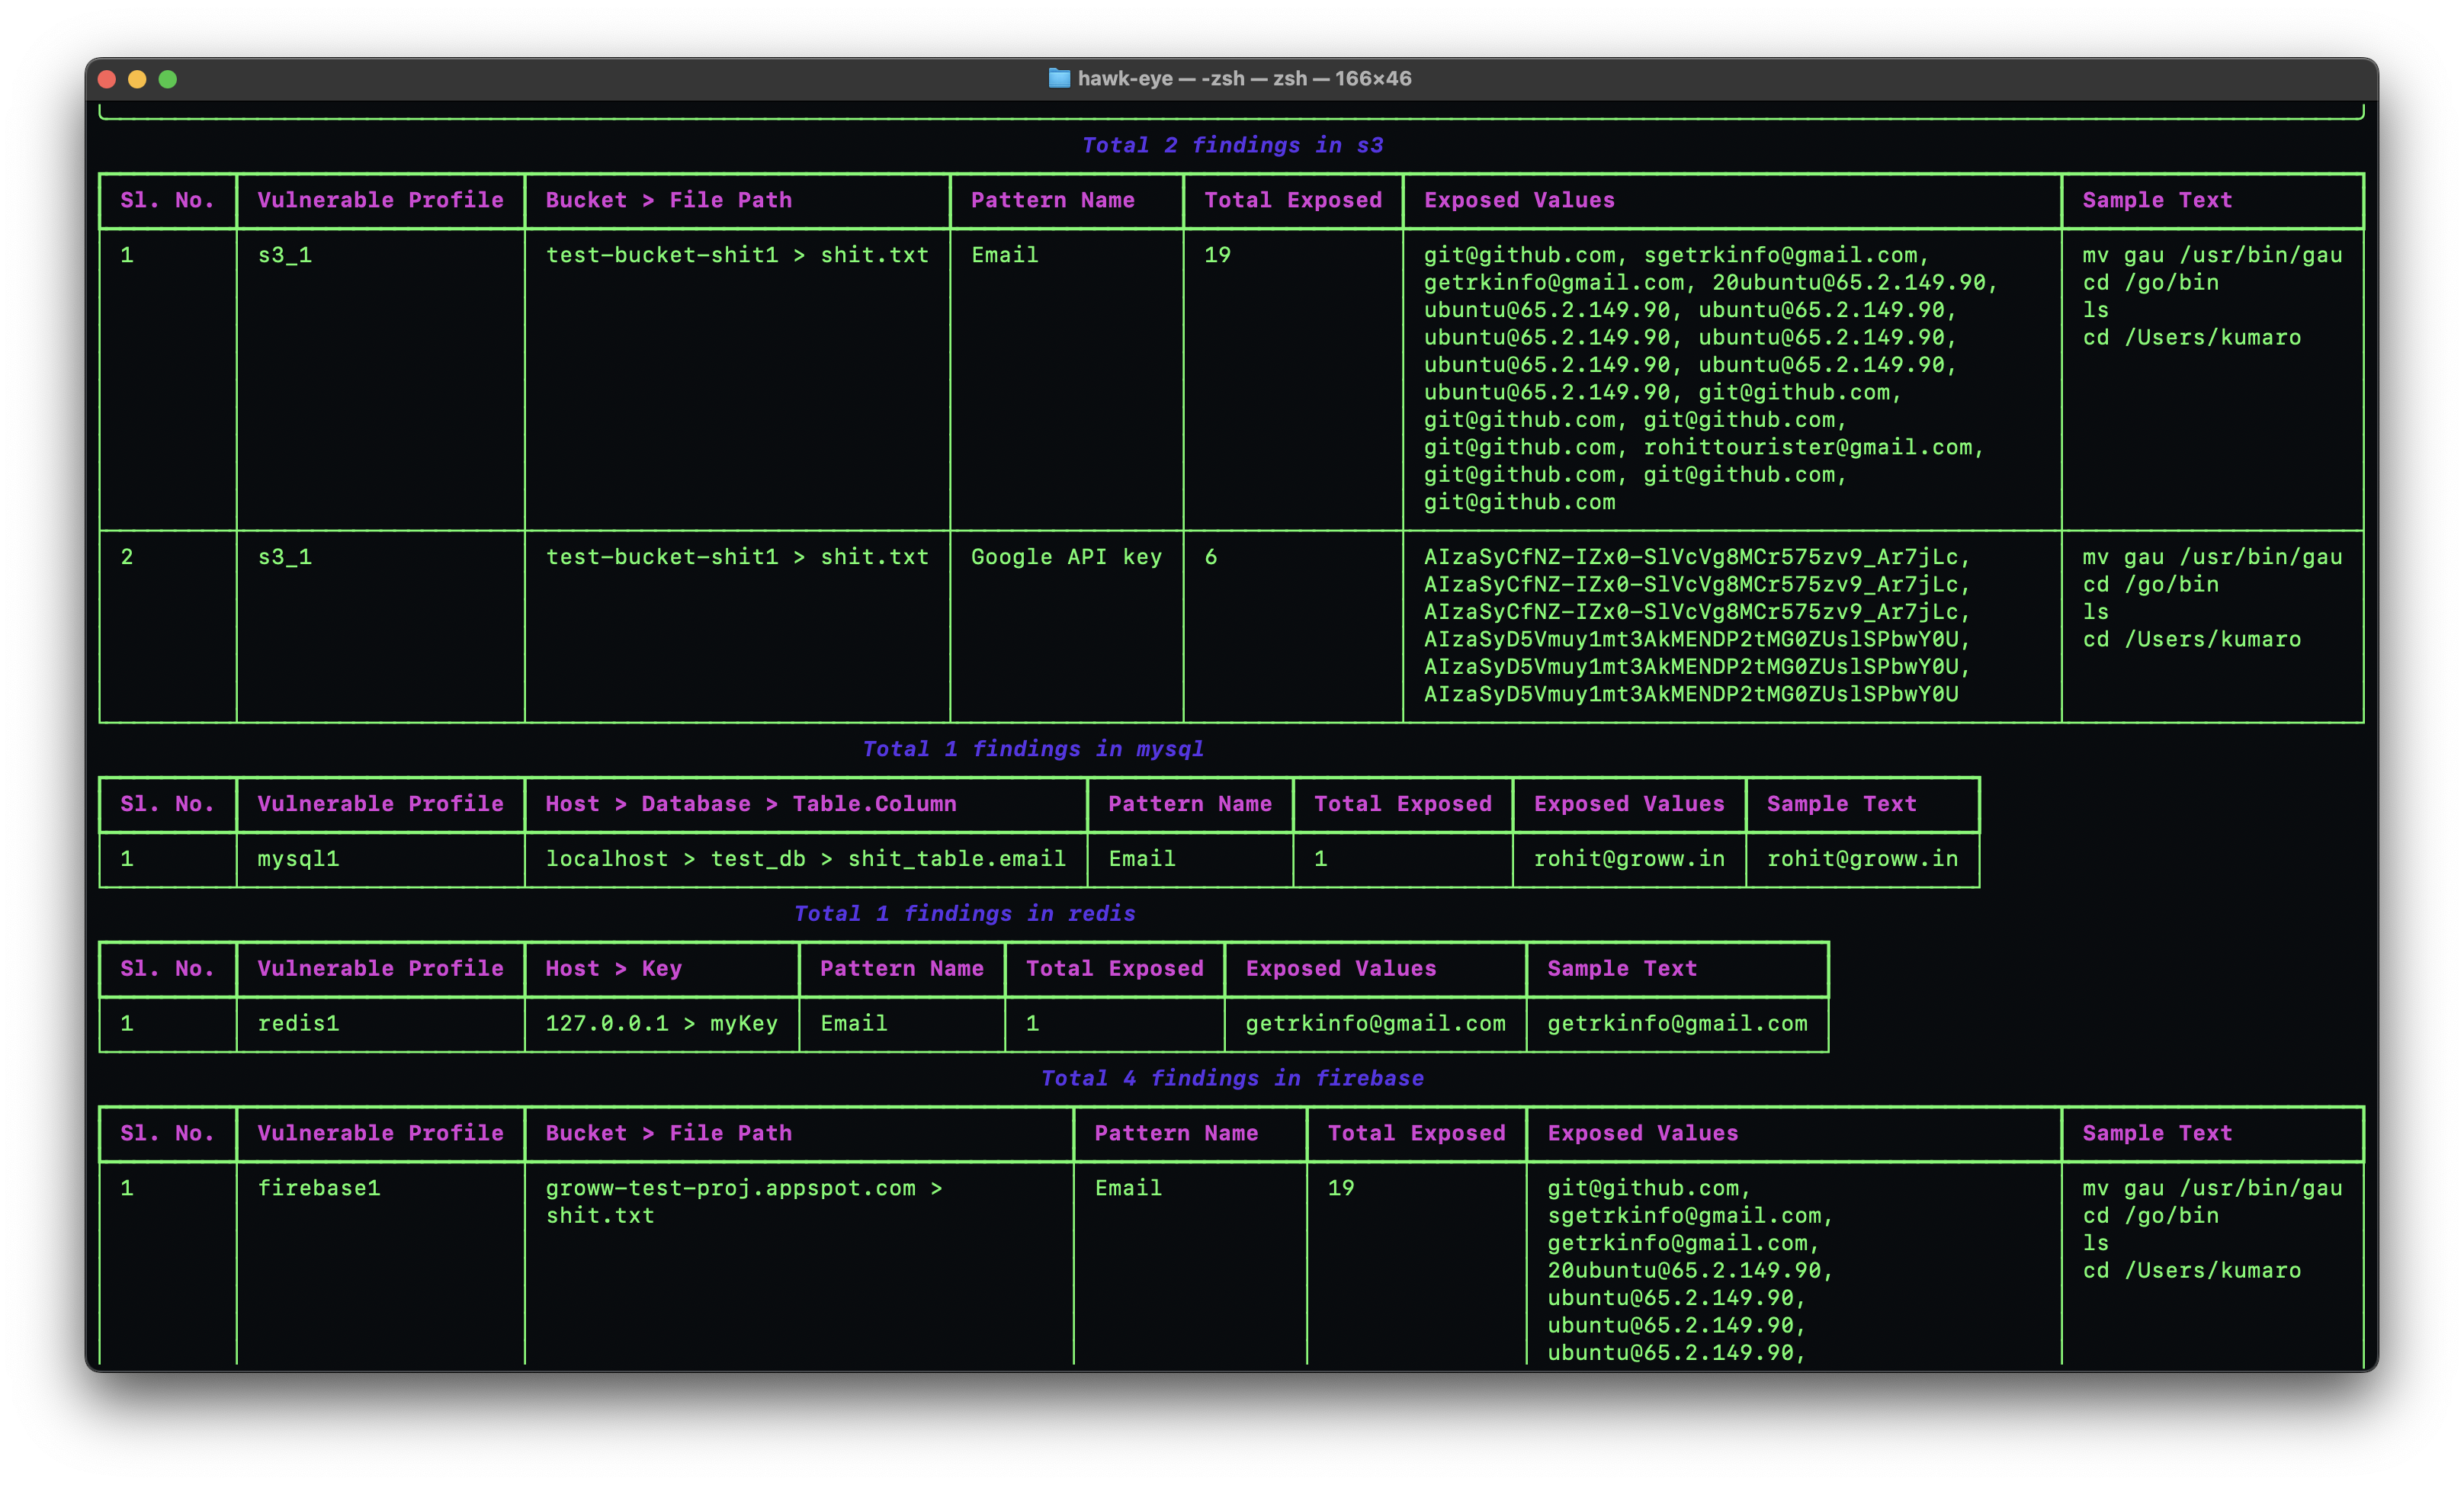 hawk-eye — -zsh — zsh — 166×46
Total 2 findings in s3
Sl. No. Vulnerable Profile Bucket > File Path Pattern Name Total Exposed Exposed Values Sample Text
1 s3_1 test-bucket-shit1 > shit.txt Email 19 git@github.com, sgetrkinfo@gmail.com, mv gau /usr/bin/gau
getrkinfo@gmail.com, 20ubuntu@65.2.149.90, cd /go/bin
ubuntu@65.2.149.90, ubuntu@65.2.149.90, ls
ubuntu@65.2.149.90, ubuntu@65.2.149.90, cd /Users/kumaro
ubuntu@65.2.149.90, ubuntu@65.2.149.90,
ubuntu@65.2.149.90, git@github.com,
git@github.com, git@github.com,
git@github.com, rohittourister@gmail.com,
git@github.com, git@github.com,
git@github.com
2 s3_1 test-bucket-shit1 > shit.txt Google API key 6 AIzaSyCfNZ-IZx0-SlVcVg8MCr575zv9_Ar7jLc, mv gau /usr/bin/gau
AIzaSyCfNZ-IZx0-SlVcVg8MCr575zv9_Ar7jLc, cd /go/bin
AIzaSyCfNZ-IZx0-SlVcVg8MCr575zv9_Ar7jLc, ls
AIzaSyD5Vmuy1mt3AkMENDP2tMG0ZUslSPbwY0U, cd /Users/kumaro
AIzaSyD5Vmuy1mt3AkMENDP2tMG0ZUslSPbwY0U,
AIzaSyD5Vmuy1mt3AkMENDP2tMG0ZUslSPbwY0U
Total 1 findings in mysql
Sl. No. Vulnerable Profile Host > Database > Table.Column Pattern Name Total Exposed Exposed Values Sample Text
1 mysql1 localhost > test_db > shit_table.email Email 1 rohit@groww.in rohit@groww.in
Total 1 findings in redis
Sl. No. Vulnerable Profile Host > Key Pattern Name Total Exposed Exposed Values Sample Text
1 redis1 127.0.0.1 > myKey Email 1 getrkinfo@gmail.com getrkinfo@gmail.com
Total 4 findings in firebase
Sl. No. Vulnerable Profile Bucket > File Path Pattern Name Total Exposed Exposed Values Sample Text
1 firebase1 groww-test-proj.appspot.com > Email 19 git@github.com, mv gau /usr/bin/gau
shit.txt sgetrkinfo@gmail.com, cd /go/bin
getrkinfo@gmail.com, ls
20ubuntu@65.2.149.90, cd /Users/kumaro
ubuntu@65.2.149.90,
ubuntu@65.2.149.90,
ubuntu@65.2.149.90,